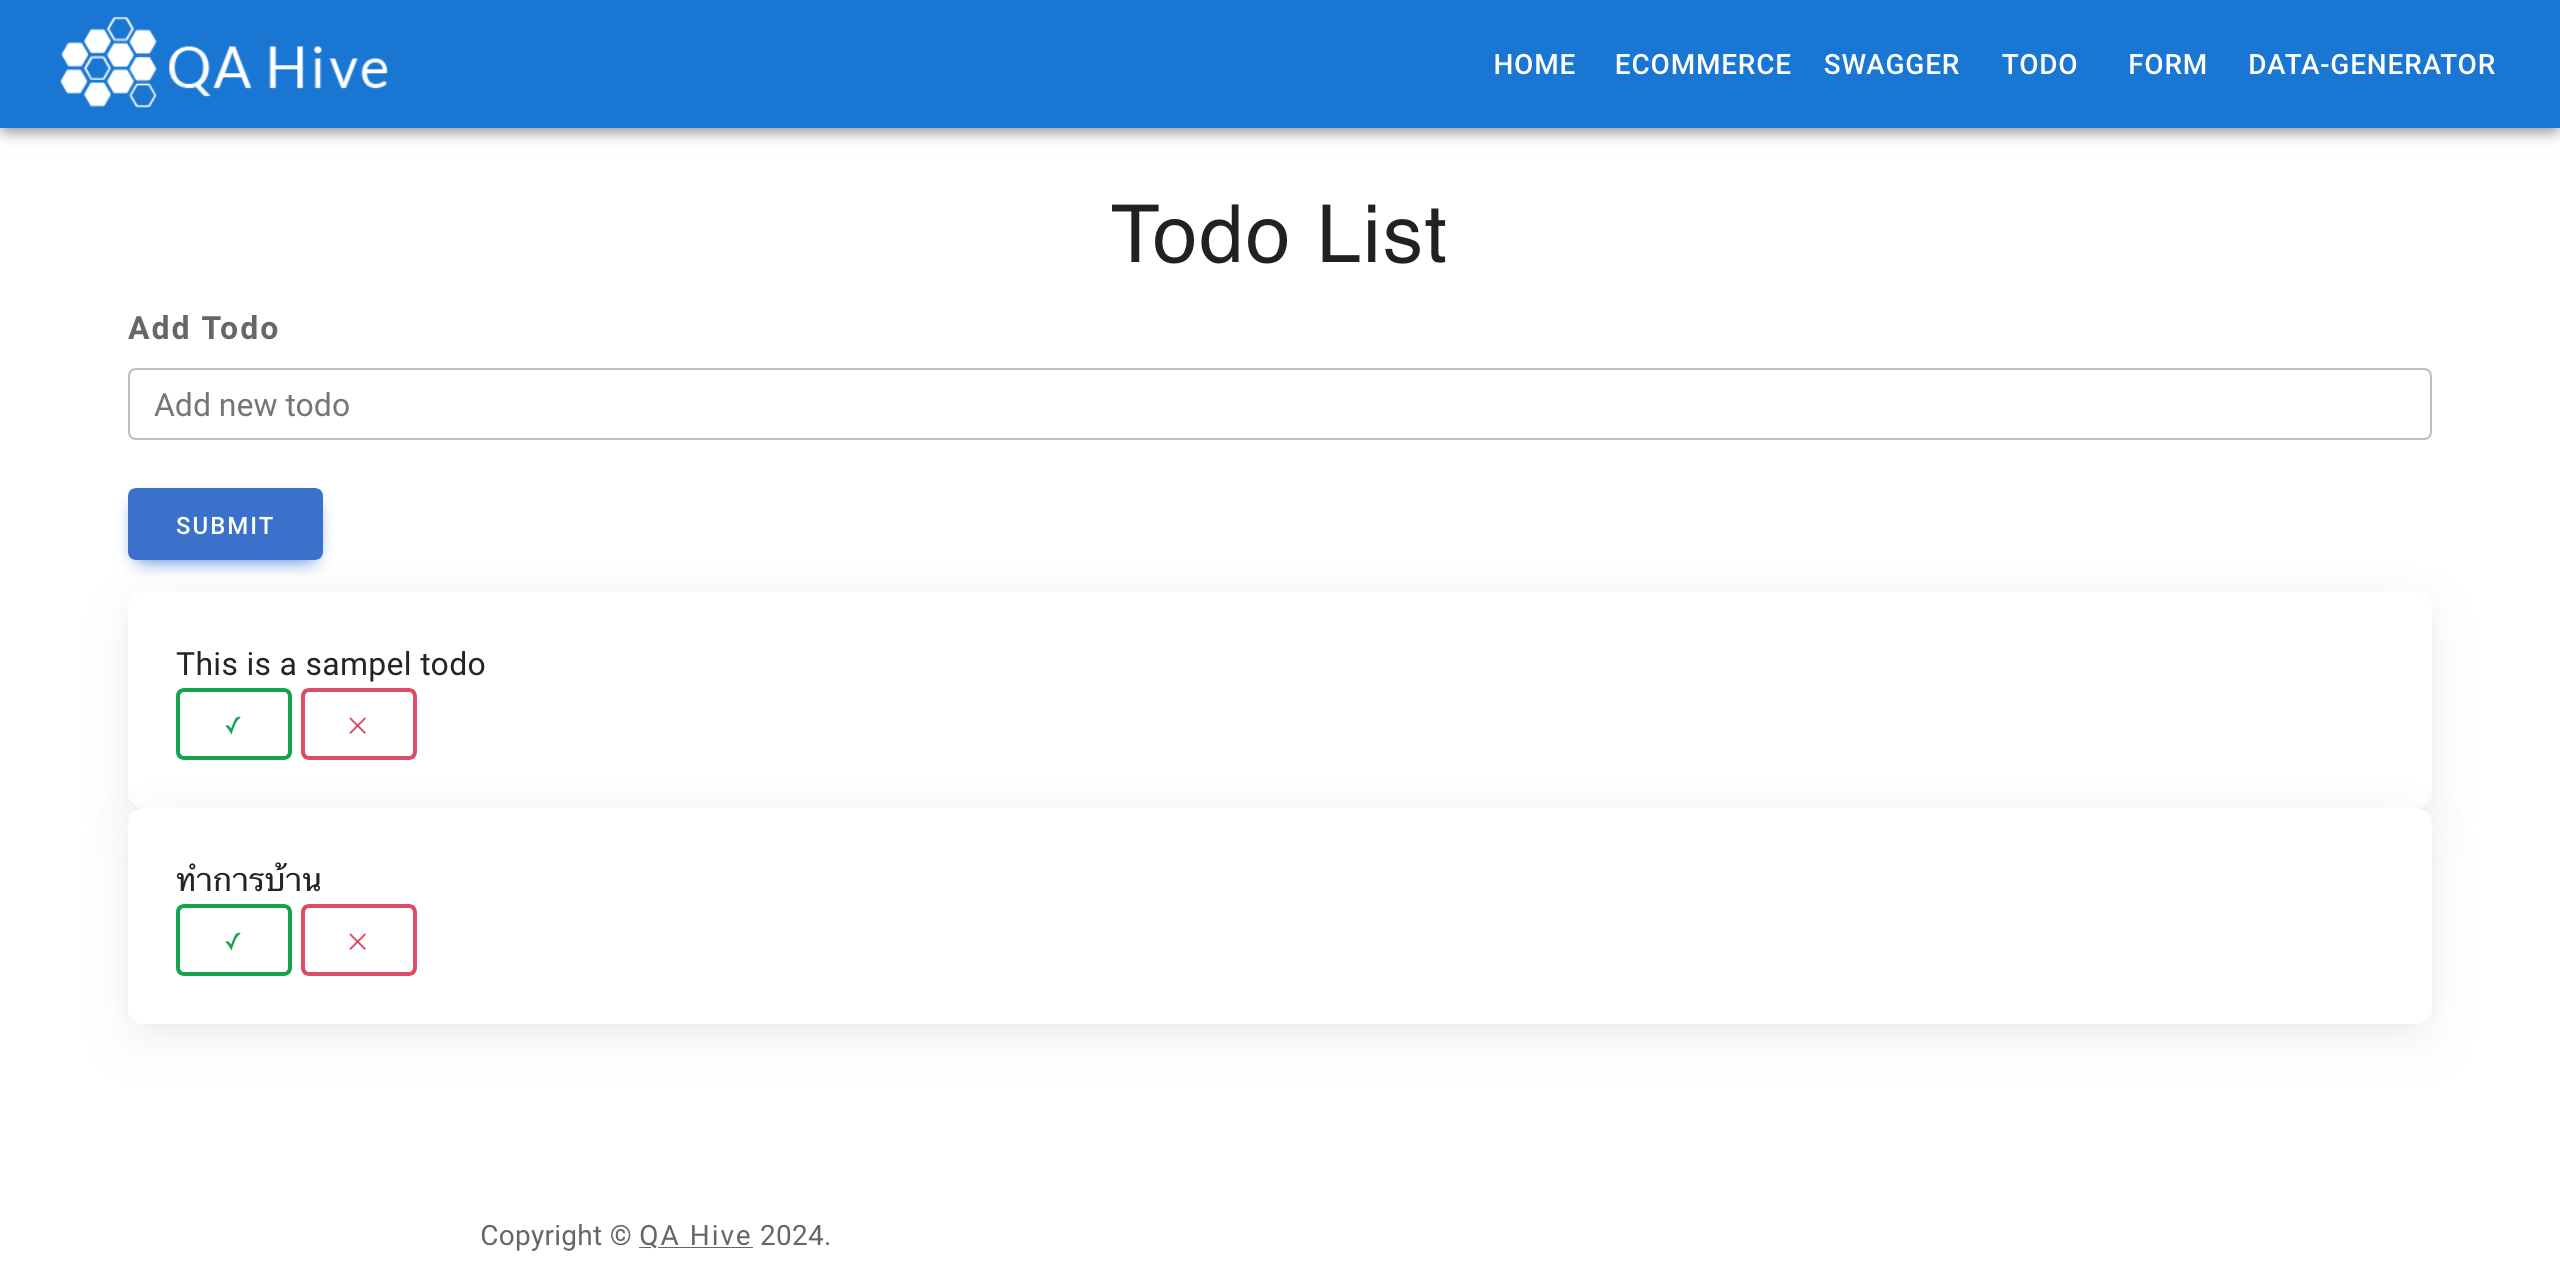 QA Hive
HOME ECOMMERCE SWAGGER TODO FORM DATA-GENERATOR
Todo List
Add Todo
Add new todo
SUBMIT
This is a sampel todo
✓ ×
ทำการบ้าน
✓ ×
Copyright © QA Hive 2024.